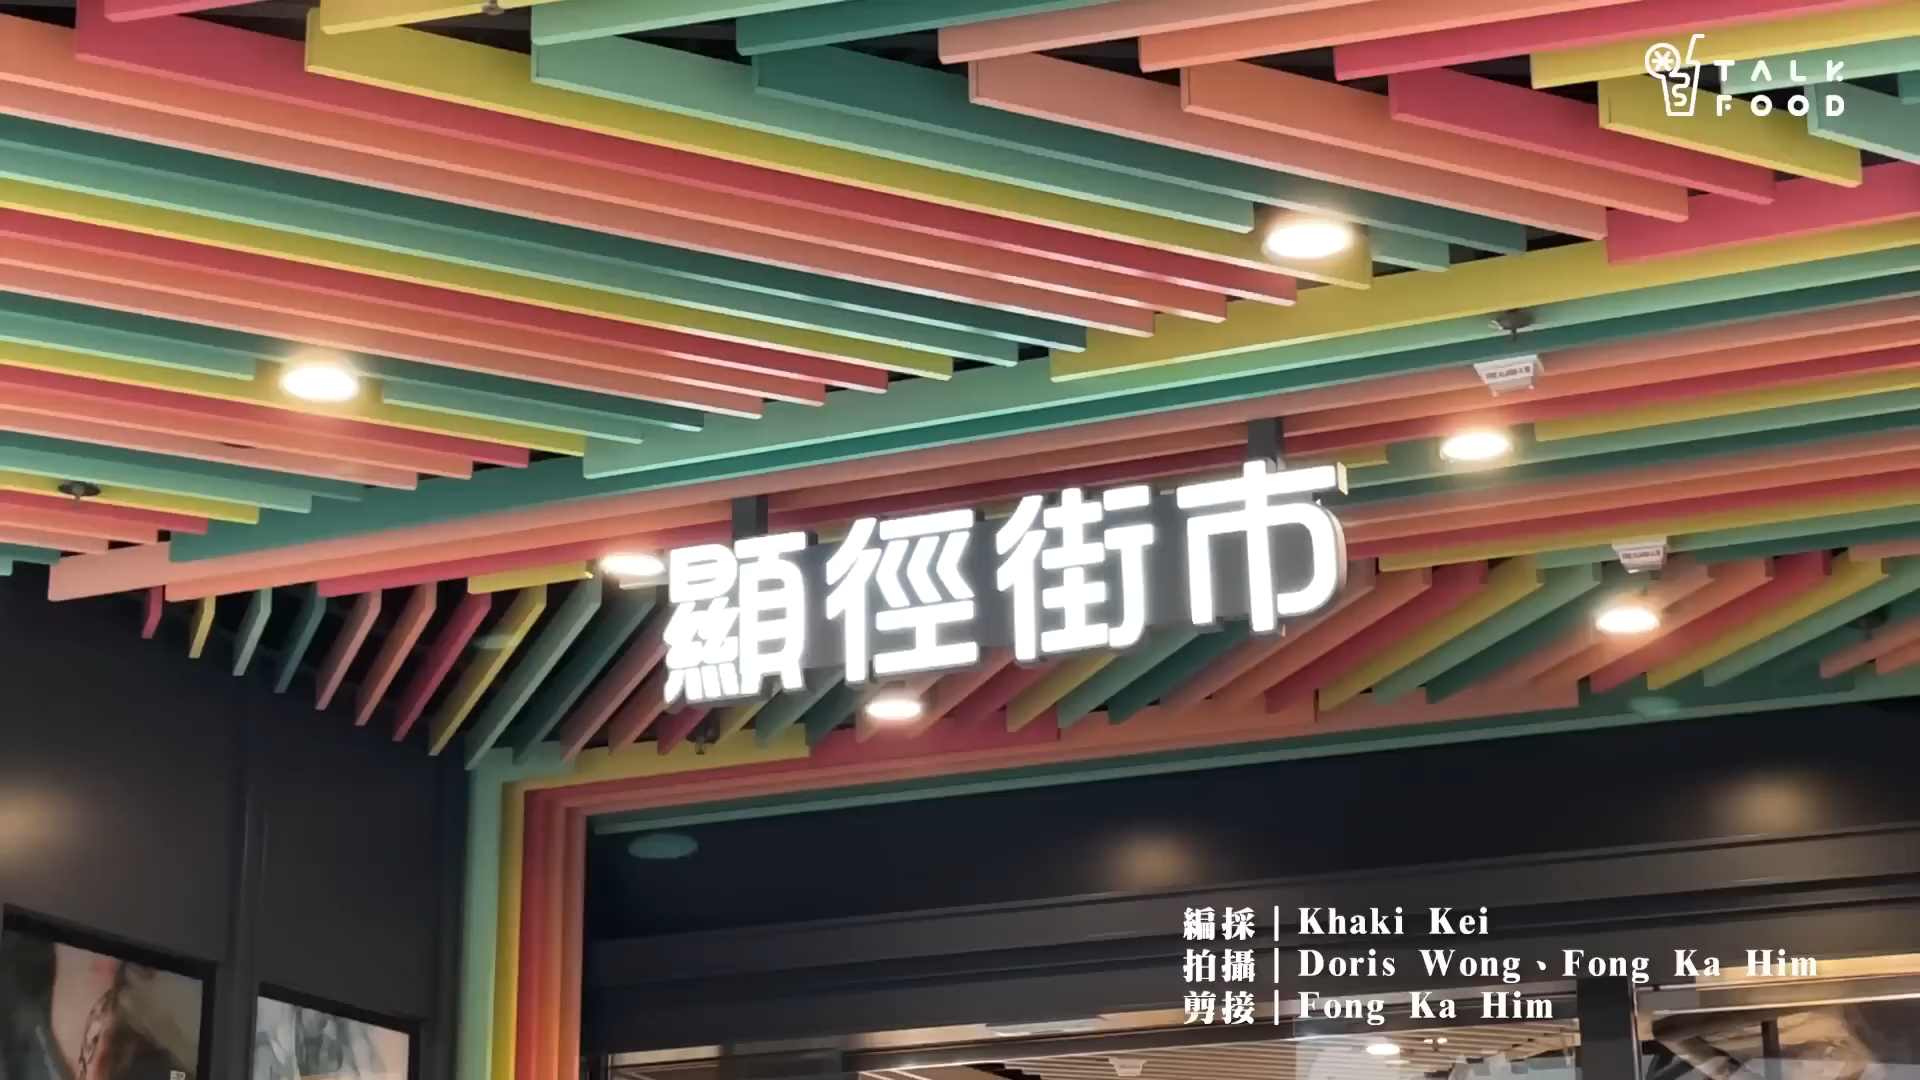 TALK
FOOD
顯徑街市
編採｜Khaki Kei
拍攝｜Doris Wong、Fong Ka Him
剪接｜Fong Ka Him